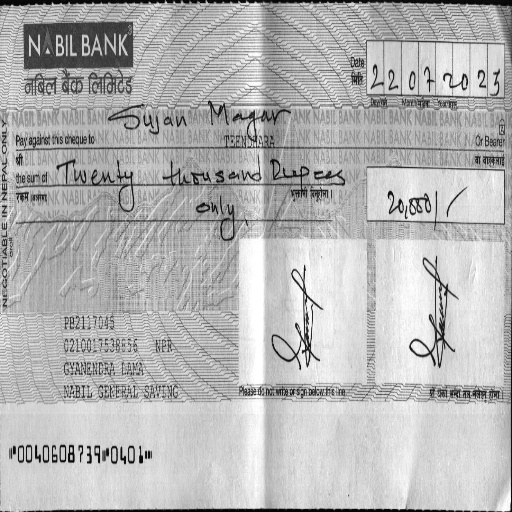 NABIL BANK
नबिल बैंक लिमिटेड
Date
मिति
2 2 0 7 2 0 2 3
Sujan Magar
Pay against this cheque to
TEENDHARA
Or Bearer
श्री
वा वाहकलाई
the sum of Twenty thousand Rupees
only,
20,000/
NEGOTIABLE IN NEPAL ONLY
PB2117045
NPR
GYANENDRA LAMA
NABIL GENERAL SAVING
Please do not write or sign below this line
⑈0040608739⑈0401⑈